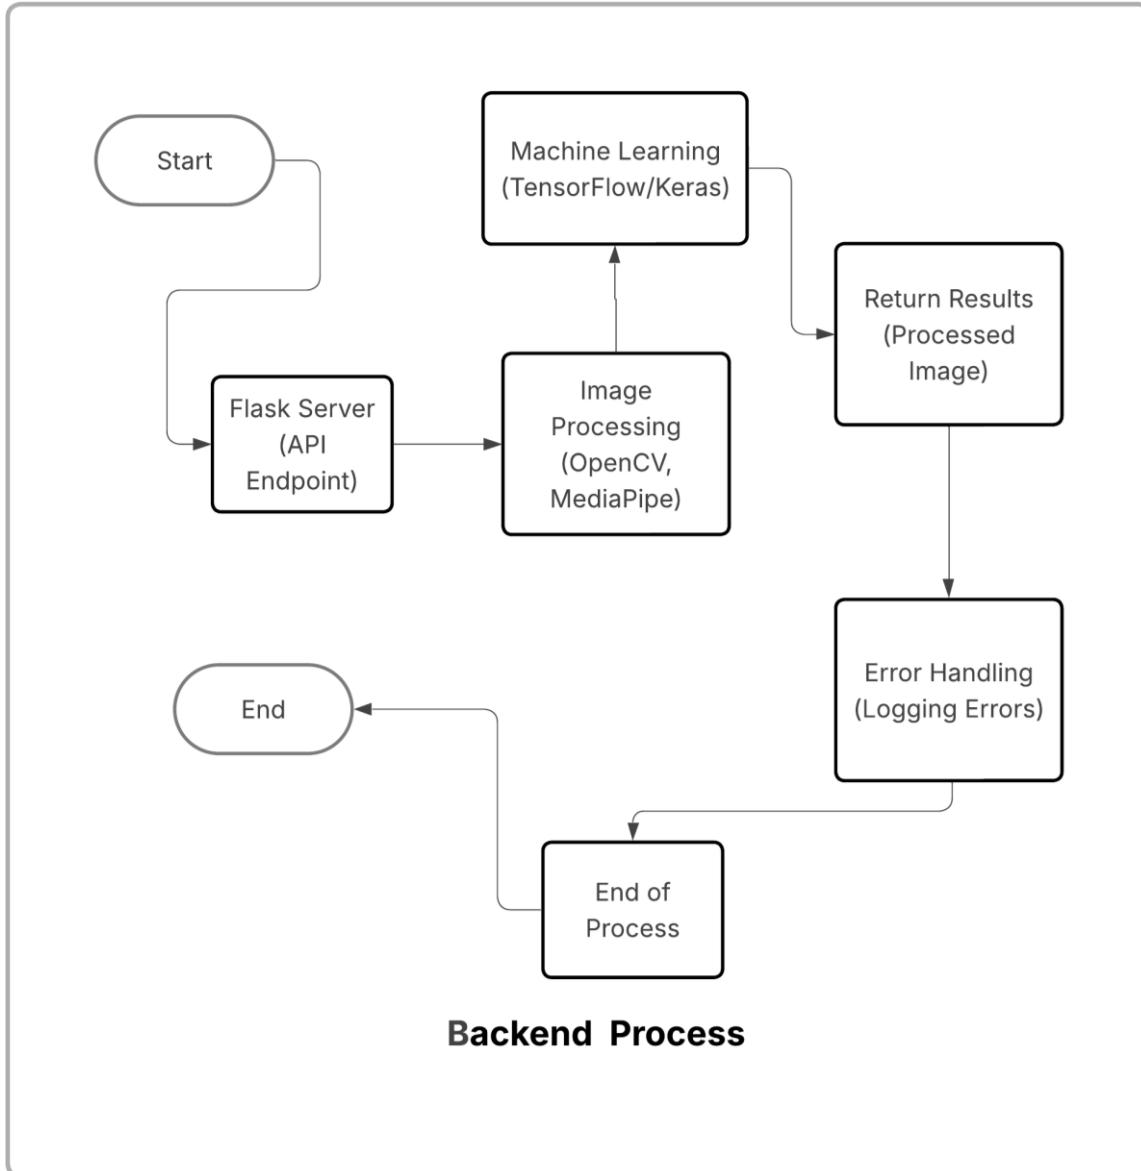 Start
Machine Learning
(TensorFlow/Keras)
Return Results
(Processed
Image)
Flask Server
(API
Endpoint)
Image
Processing
(OpenCV,
MediaPipe)
Error Handling
(Logging Errors)
End
End of
Process
Backend Process